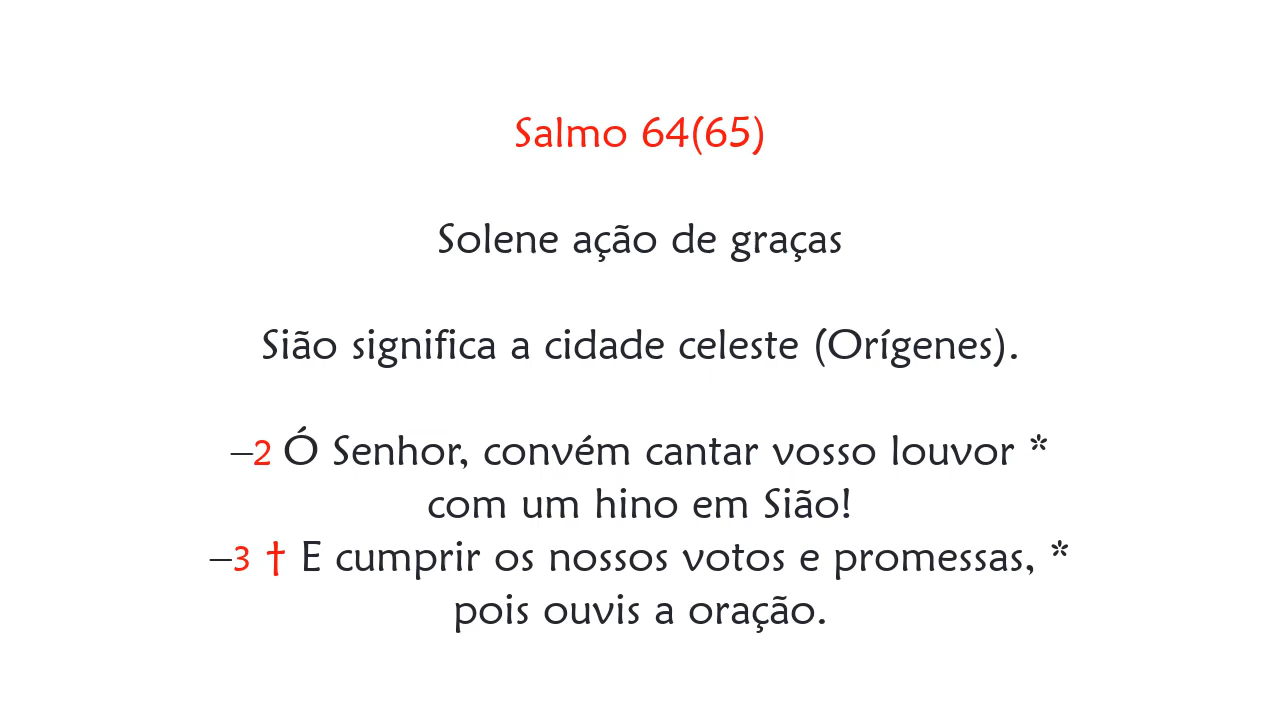 Salmo 64(65)
Solene ação de graças
Sião significa a cidade celeste (Orígenes).
–2 Ó Senhor, convém cantar vosso louvor *
com um hino em Sião!
–3 † E cumprir os nossos votos e promessas, *
pois ouvis a oração.